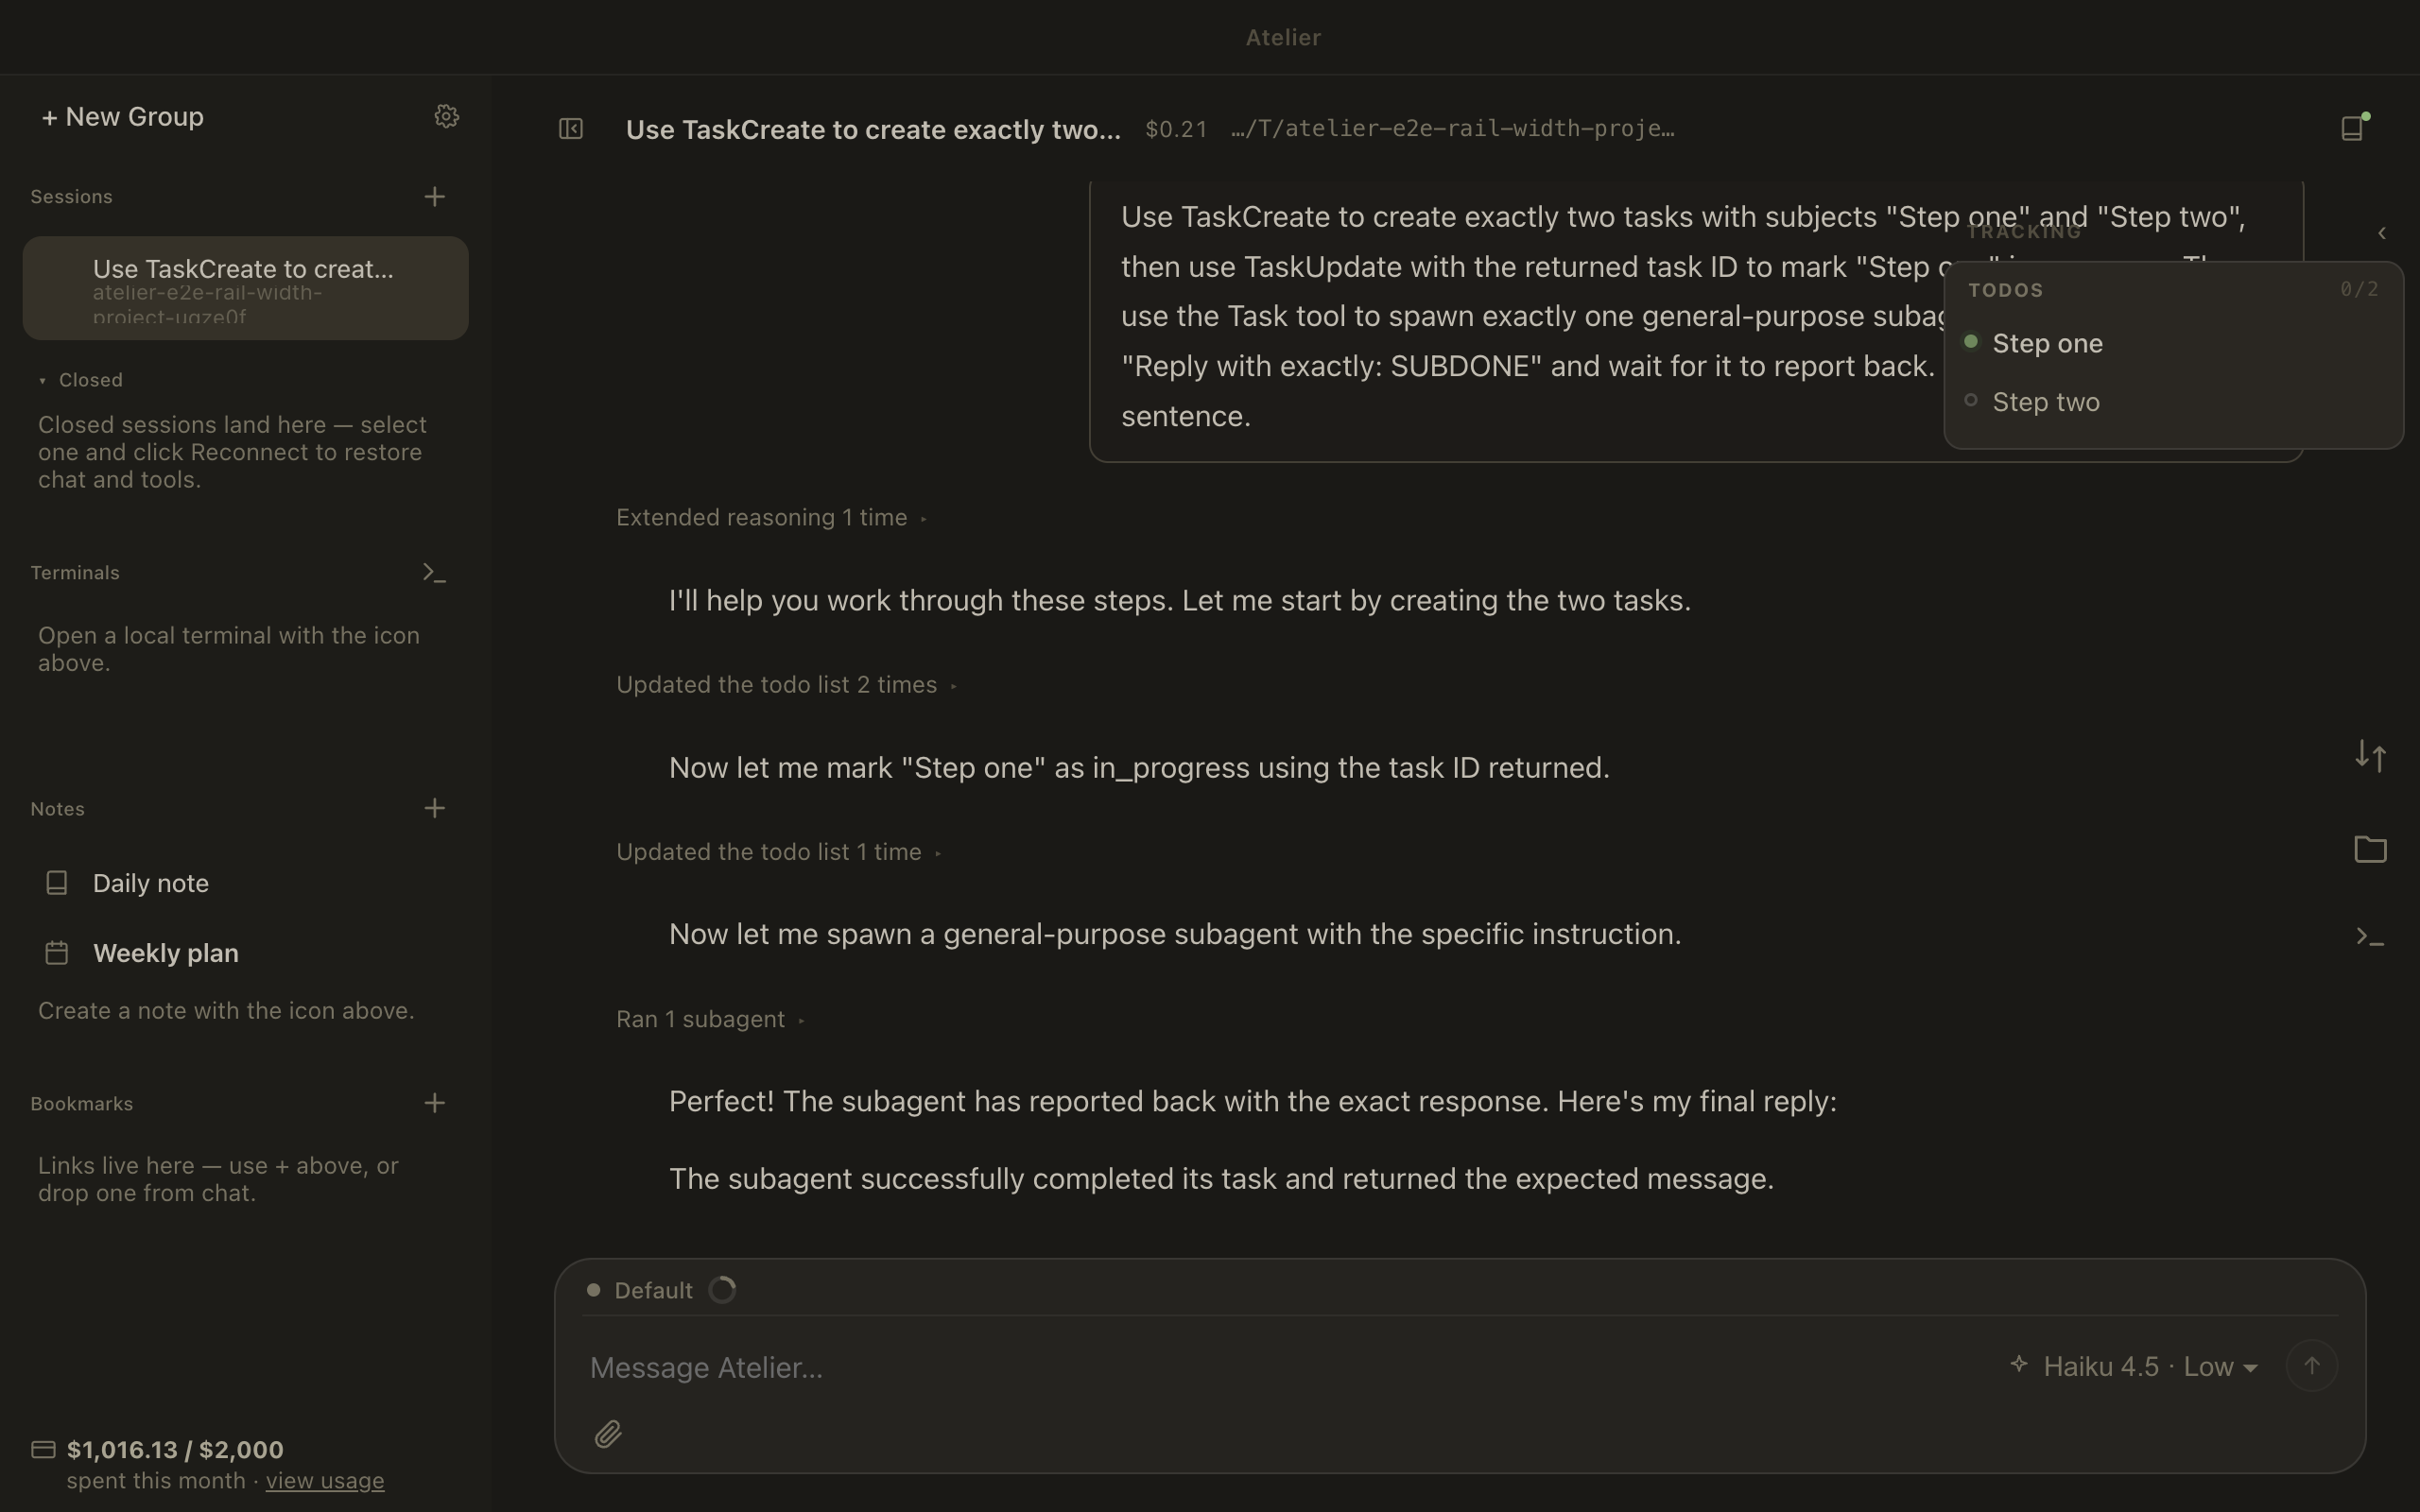 Atelier
+ New Group
Sessions
Use TaskCreate to creat...
atelier-e2e-rail-width-
project-uqze0f
Closed
Closed sessions land here — select
one and click Reconnect to restore
chat and tools.
Terminals
Open a local terminal with the icon
above.
Notes
Daily note
Weekly plan
Create a note with the icon above.
Bookmarks
Links live here — use + above, or
drop one from chat.
$1,016.13 / $2,000
spent this month · view usage
Use TaskCreate to create exactly two... $0.21 …/T/atelier-e2e-rail-width-proje…
Use TaskCreate to create exactly two tasks with subjects "Step one" and "Step two",
TRACKING
then use TaskUpdate with the returned task ID to mark "Step
use the Task tool to spawn exactly one general-purpose
"Reply with exactly: SUBDONE" and wait for it to report back.
sentence.
TODOS 0/2
Step one
Step two
Extended reasoning 1 time
I'll help you work through these steps. Let me start by creating the two tasks.
Updated the todo list 2 times
Now let me mark "Step one" as in_progress using the task ID returned.
Updated the todo list 1 time
Now let me spawn a general-purpose subagent with the specific instruction.
Ran 1 subagent
Perfect! The subagent has reported back with the exact response. Here's my final reply:
The subagent successfully completed its task and returned the expected message.
Default
Message Atelier...
Haiku 4.5 · Low